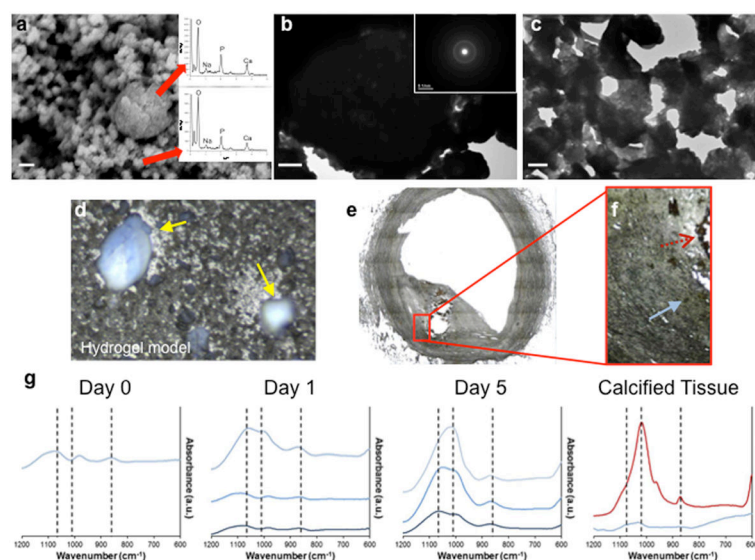 a
O
Na
P
Ca
O
Na
P
Ca
b
c
d
Hydrogel model
e
f
g
Day 0
Day 1
Day 5
Calcified Tissue
Absorbance (a.u.)
Absorbance (a.u.)
Absorbance (a.u.)
Absorbance (a.u.)
1200 1100 1000 900 800 700 600
1200 1100 1000 900 800 700 600
1200 1100 1000 900 800 700 600
1200 1100 1000 900 800 700 600
Wavenumber (cm⁻¹)
Wavenumber (cm⁻¹)
Wavenumber (cm⁻¹)
Wavenumber (cm⁻¹)